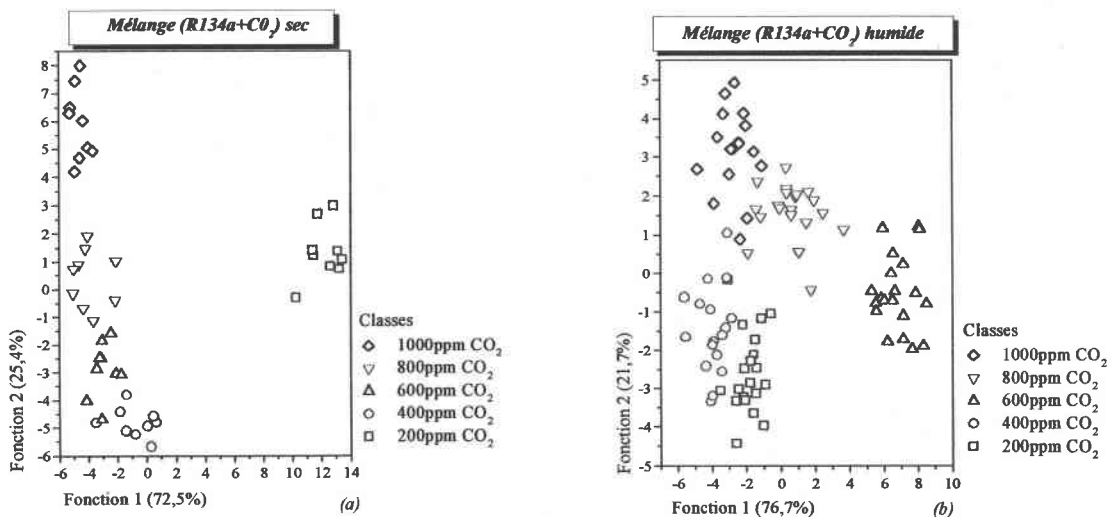 Mélange (R134a+C0₂) sec
8
7
6
5
4
3
2
1
0
-1
-2
-3
-4
-5
-6
Fonction 2 (25,4%)
-6 -4 -2 0 2 4 6 8 10 12 14
Fonction 1 (72,5%)
(a)
Classes
1000ppm CO₂
800ppm CO₂
600ppm CO₂
400ppm CO₂
200ppm CO₂
Mélange (R134a+CO₂) humide
5
4
3
2
1
0
-1
-2
-3
-4
-5
Fonction 2 (21,7%)
-6 -4 -2 0 2 4 6 8 10
Fonction 1 (76,7%)
(b)
Classes
1000ppm CO₂
800ppm CO₂
600ppm CO₂
400ppm CO₂
200ppm CO₂